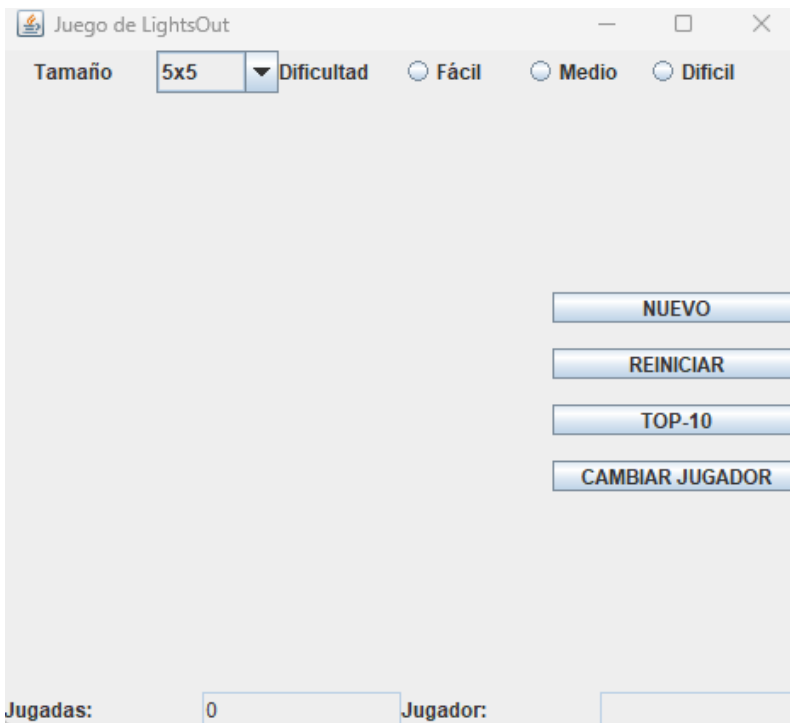 Juego de LightsOut
Tamaño 5x5 Dificultad Fácil Medio Dificil
NUEVO
REINICIAR
TOP-10
CAMBIAR JUGADOR
Jugadas: 0 Jugador: